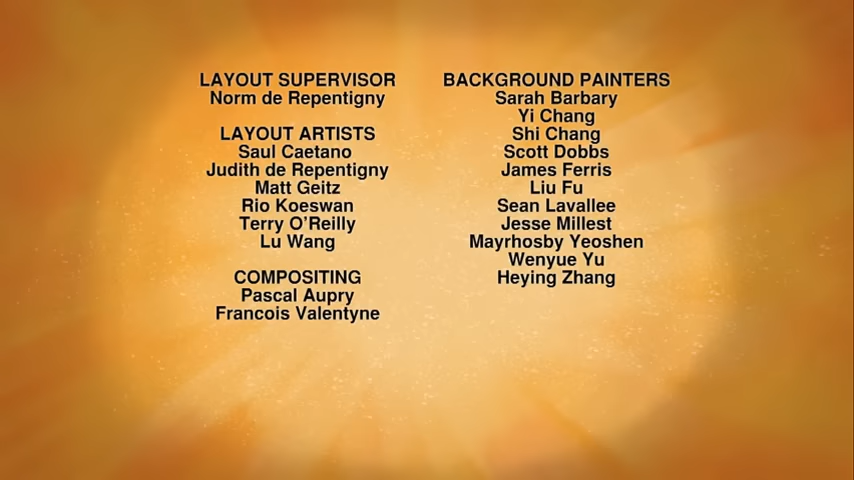 LAYOUT SUPERVISOR
Norm de Repentigny
LAYOUT ARTISTS
Saul Caetano
Judith de Repentigny
Matt Geitz
Rio Koeswan
Terry O'Reilly
Lu Wang
COMPOSITING
Pascal Aupry
Francois Valentyne
BACKGROUND PAINTERS
Sarah Barbary
Yi Chang
Shi Chang
Scott Dobbs
James Ferris
Liu Fu
Sean Lavallee
Jesse Millest
Mayrhosby Yeoshen
Wenyue Yu
Heying Zhang